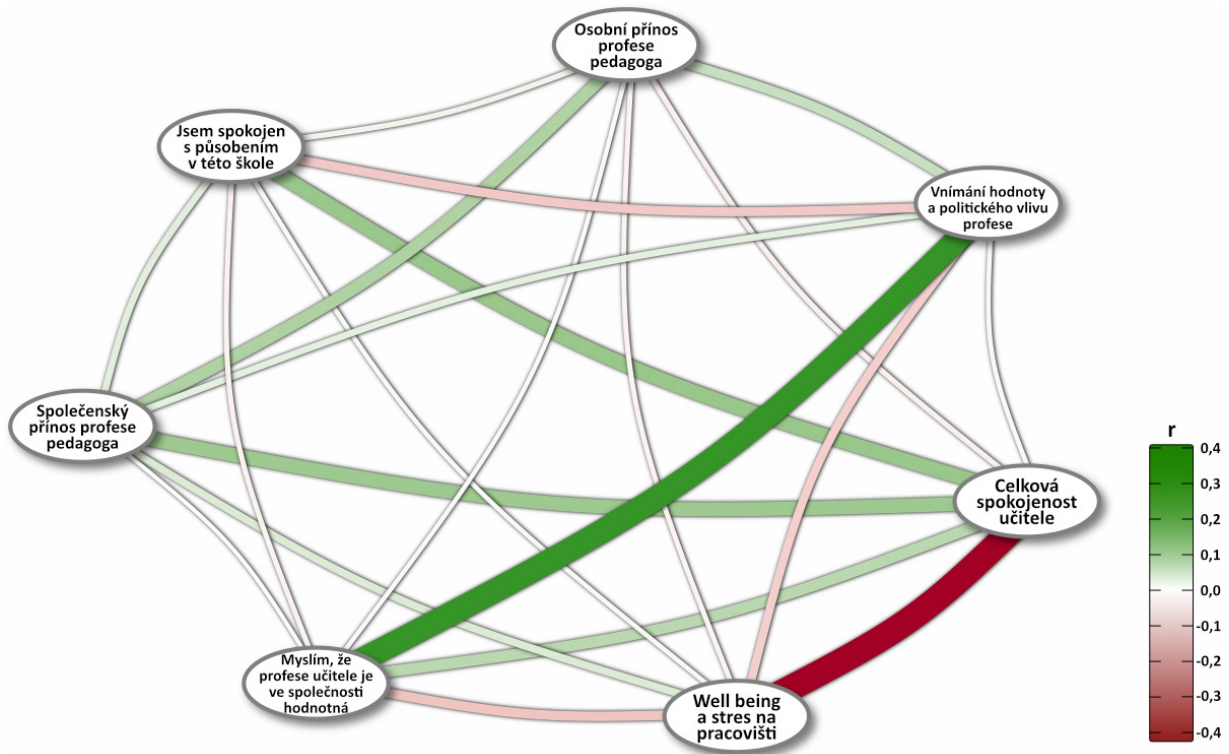 Osobní přínos
profese
pedagoga
Jsem spokojen
s působením
v této škole
Vnímání hodnoty
a politického vlivu
profese
Společenský
přínos profese
pedagoga
Celková
spokojenost
učitele
Myslím, že
profese učitele je
ve společnosti
hodnotná
Well being
a stres na
pracovišti
r
0,4
0,3
0,2
0,1
0,0
-0,1
-0,2
-0,3
-0,4